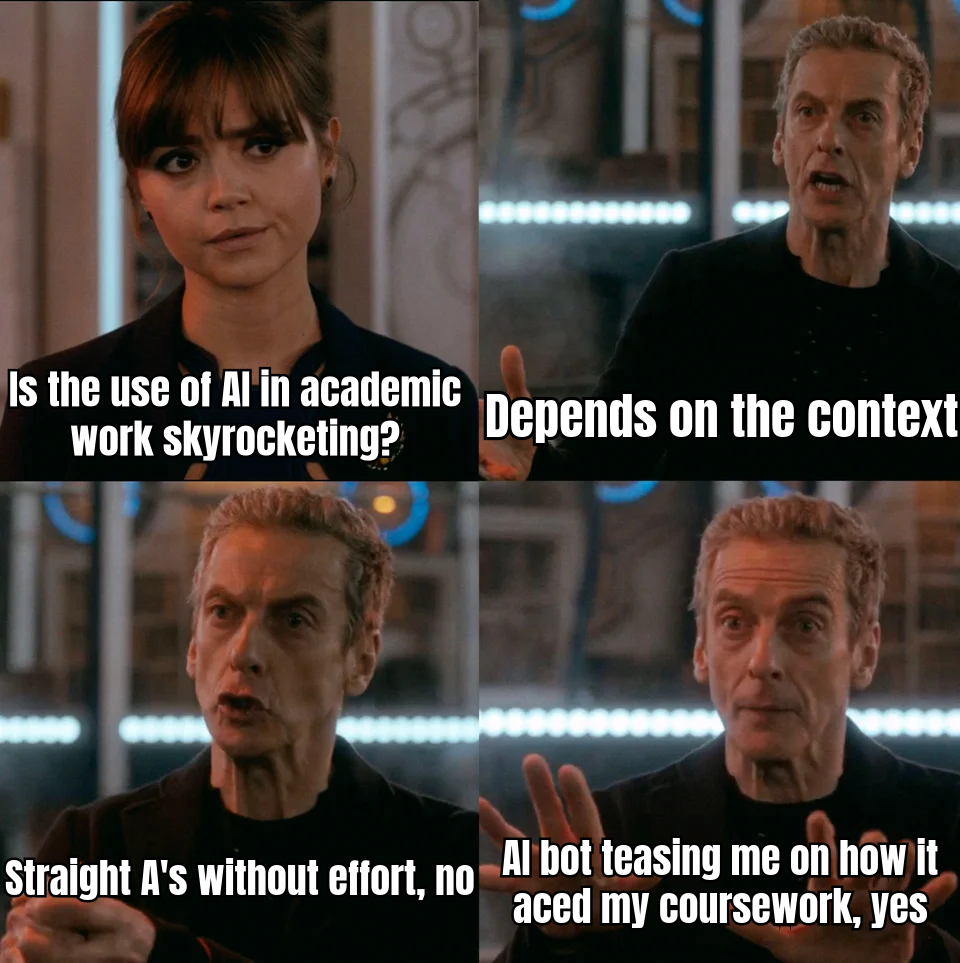 Is the use of AI in academic
work skyrocketing?
Depends on the context
Straight A's without effort, no
AI bot teasing me on how it
aced my coursework, yes